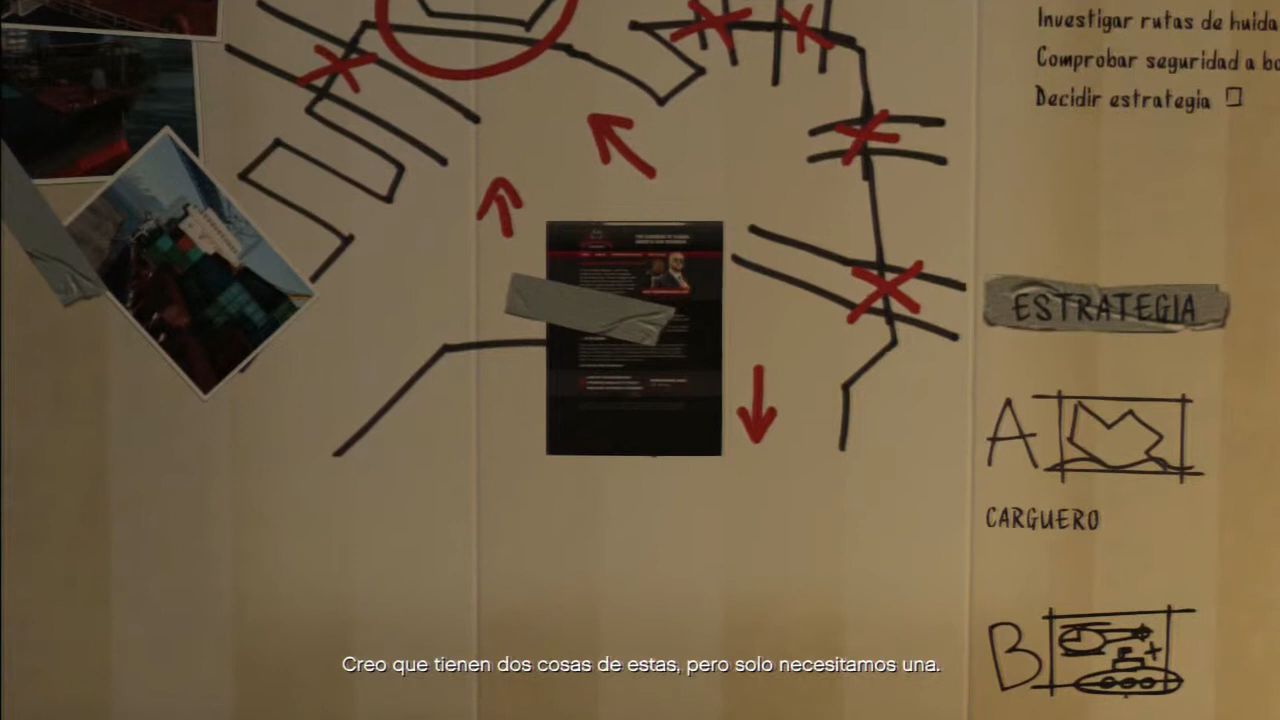 Investigar rutas de huida
Comprobar seguridad a bo
Decidir estrategia
ESTRATEGIA
A
CARGUERO
B
Creo que tienen dos cosas de estas, pero solo necesitamos una.